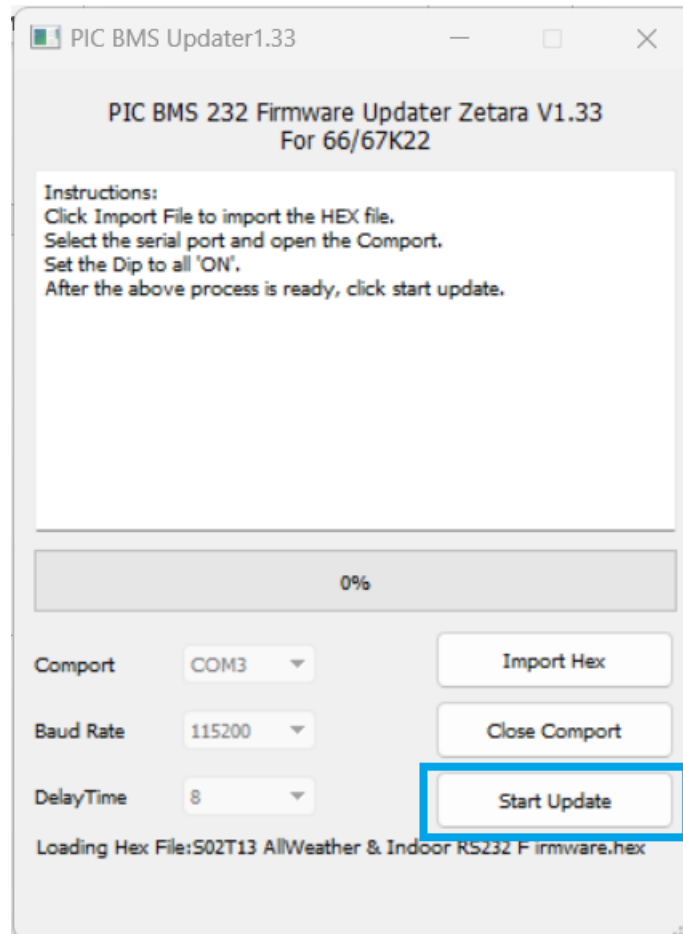 PIC BMS Updater1.33
PIC BMS 232 Firmware Updater Zetara V1.33
For 66/67K22
Instructions:
Click Import File to import the HEX file.
Select the serial port and open the Comport.
Set the Dip to all 'ON'.
After the above process is ready, click start update.
0%
Comport COM3 Import Hex
Baud Rate 115200 Close Comport
DelayTime 8 Start Update
Loading Hex File:S02T13 AllWeather & Indoor RS232 F irmware.hex